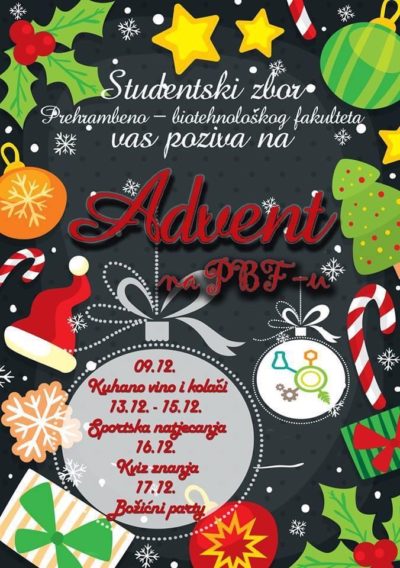 Studentski zbor
Prehrambeno – biotehnološkog fakulteta
vas poziva na
Advent
na PBF-u
09.12.
Kuhano vino i kolači
13.12. - 15.12.
Sportska natjecanja
16.12.
Kviz znanja
17.12.
Božićni party